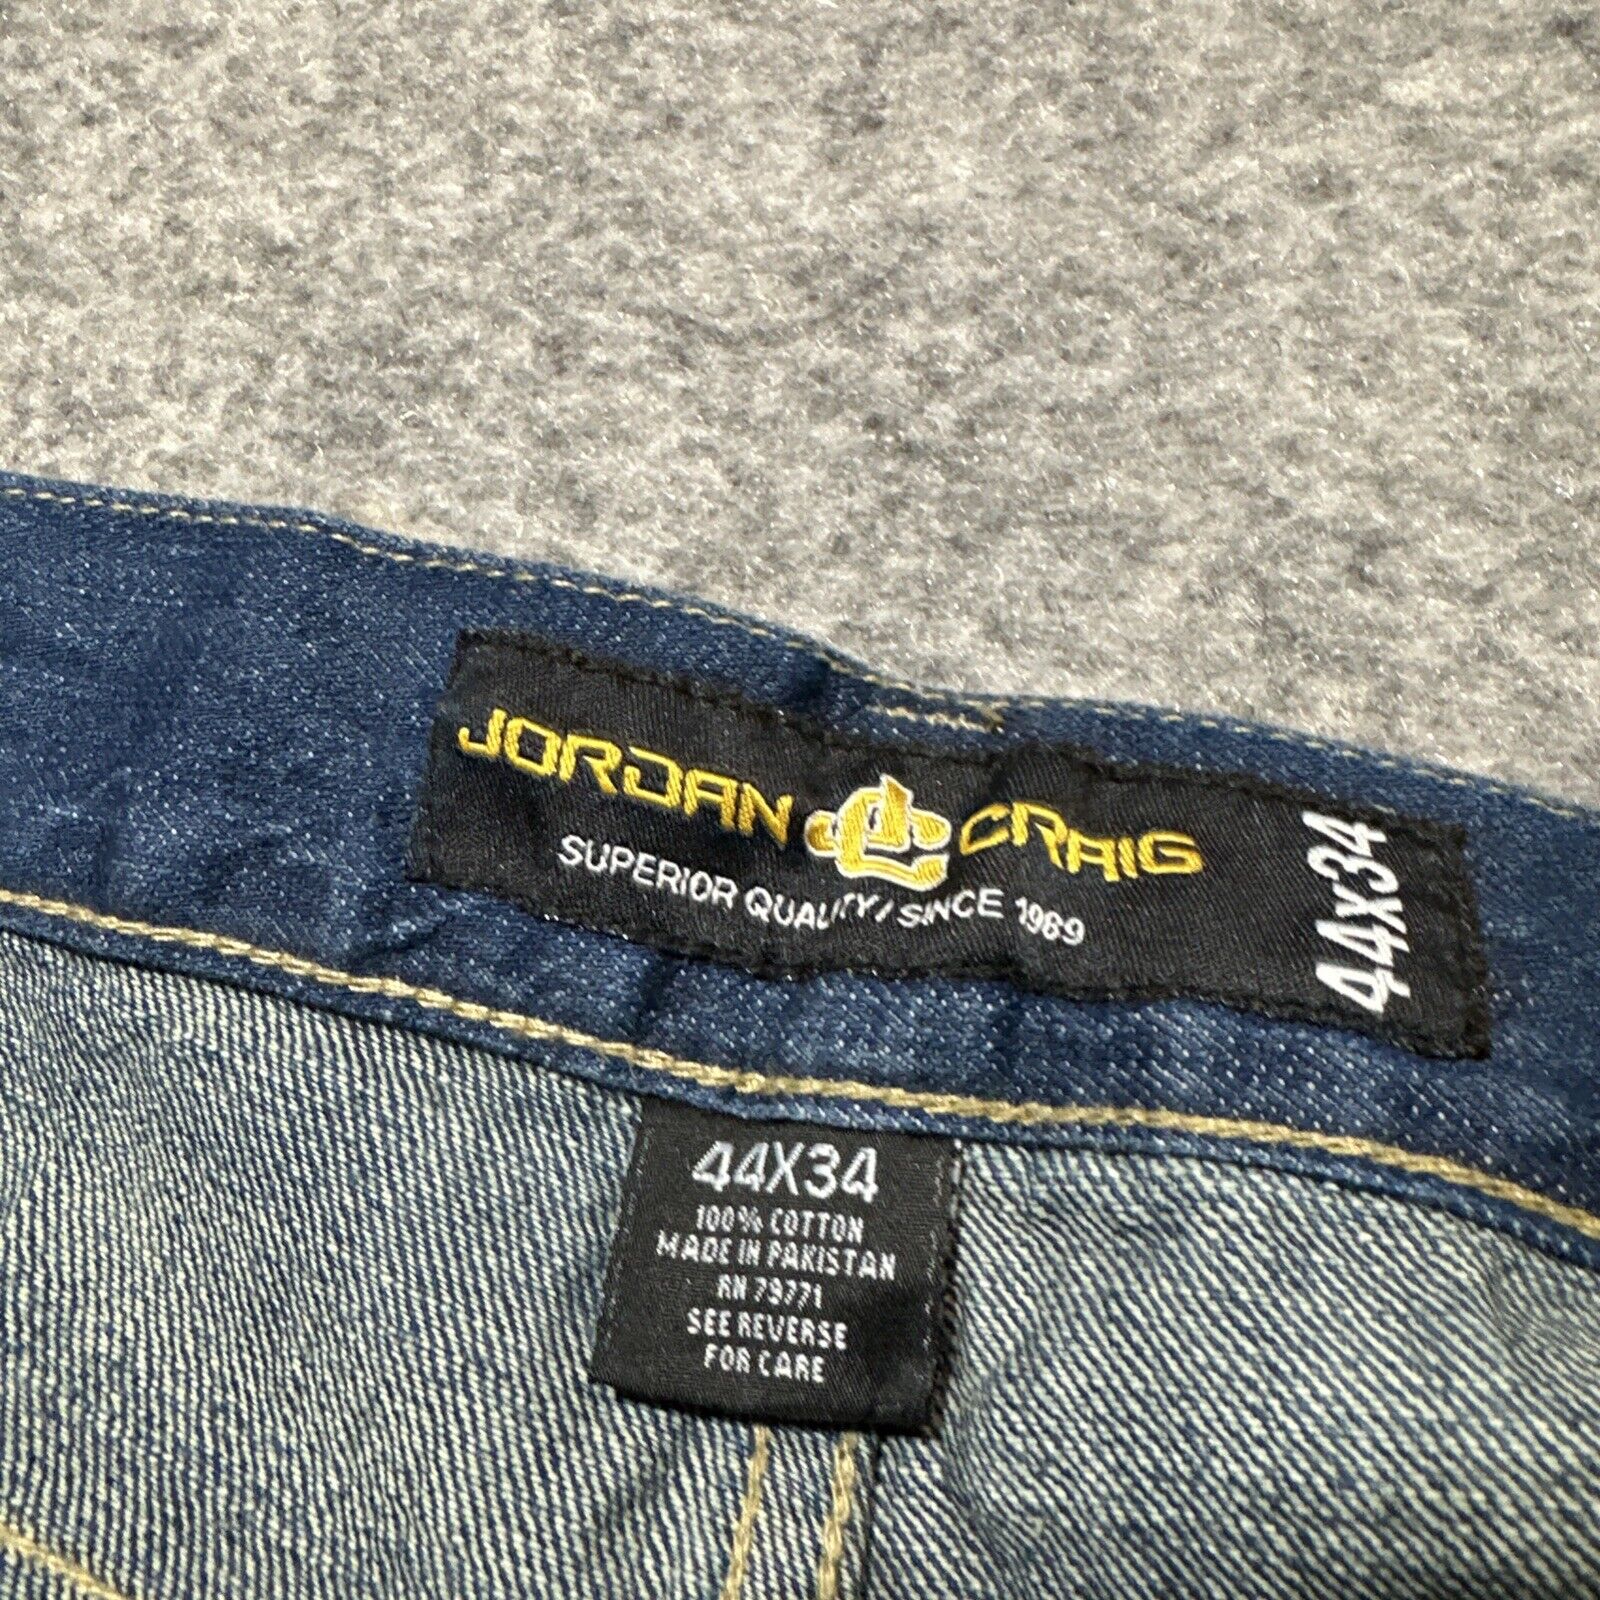 JORDAN CRAIG
SUPERIOR QUALITY / SINCE 1969
44x34
44X34
100% COTTON
MADE IN PAKISTAN
RN 79771
SEE REVERSE
FOR CARE